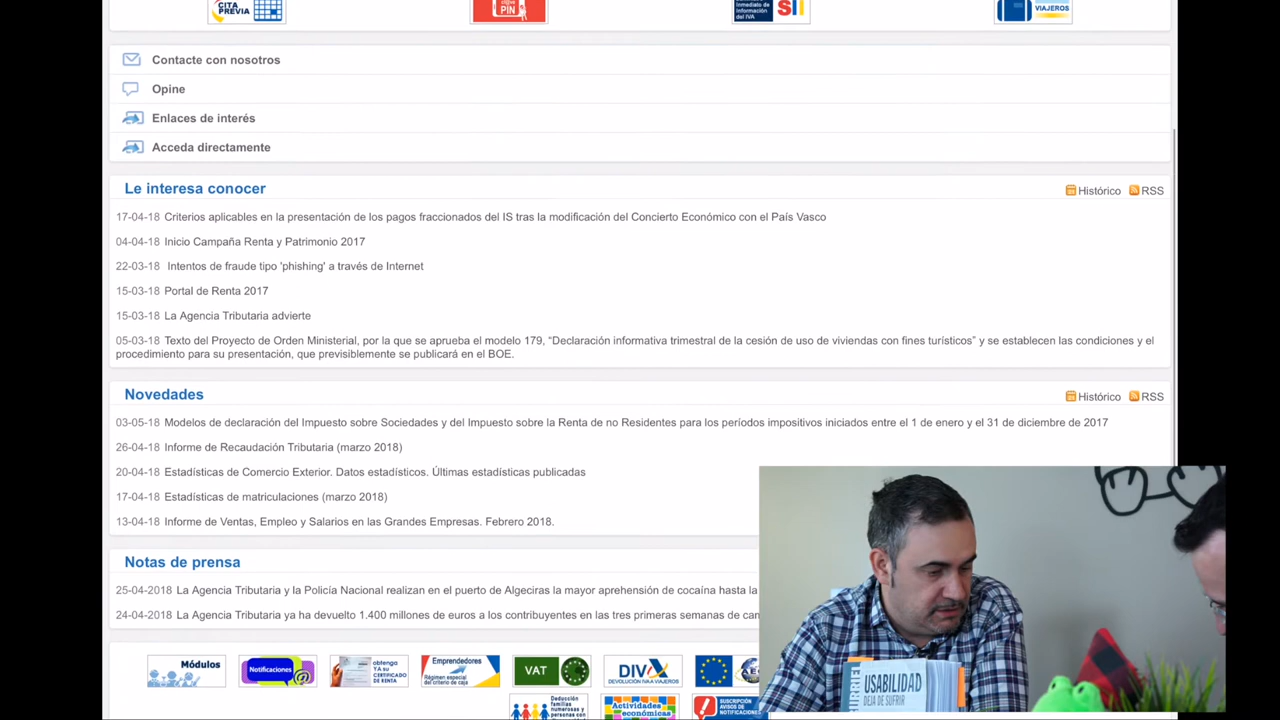 CITA
PREVIA
PIN
Inmediato de
Información
del IVA
SII
VIAJEROS
Contacte con nosotros
Opine
Enlaces de interés
Acceda directamente
Le interesa conocer
Histórico RSS
17-04-18 Criterios aplicables en la presentación de los pagos fraccionados del IS tras la modificación del Concierto Económico con el País Vasco
04-04-18 Inicio Campaña Renta y Patrimonio 2017
22-03-18 Intentos de fraude tipo 'phishing' a través de Internet
15-03-18 Portal de Renta 2017
15-03-18 La Agencia Tributaria advierte
05-03-18 Texto del Proyecto de Orden Ministerial, por la que se aprueba el modelo 179, “Declaración informativa trimestral de la cesión de uso de viviendas con fines turísticos” y se establecen las condiciones y el
procedimiento para su presentación, que previsiblemente se publicará en el BOE.
Novedades
Histórico RSS
03-05-18 Modelos de declaración del Impuesto sobre Sociedades y del Impuesto sobre la Renta de no Residentes para los períodos impositivos iniciados entre el 1 de enero y el 31 de diciembre de 2017
26-04-18 Informe de Recaudación Tributaria (marzo 2018)
20-04-18 Estadísticas de Comercio Exterior. Datos estadísticos. Últimas estadísticas publicadas
17-04-18 Estadísticas de matriculaciones (marzo 2018)
13-04-18 Informe de Ventas, Empleo y Salarios en las Grandes Empresas. Febrero 2018.
Notas de prensa
25-04-2018 La Agencia Tributaria y la Policía Nacional realizan en el puerto de Algeciras la mayor aprehensión de cocaína hasta la
24-04-2018 La Agencia Tributaria ya ha devuelto 1.400 millones de euros a los contribuyentes en las tres primeras semanas de cam
Módulos
Notificaciones @
obtenga
YA su
CERTIFICADO
DE RENTA
Emprendedores
Régimen especial
del criterio de caja
VAT
DIVA
DEVOLUCIÓN IVA A VIAJEROS
Deducción
familias
numerosas y
personas con
Actividades
económicas
SUSCRIPCIÓN
AVISOS DE
NOTIFICACIONES
USABILIDAD
DEJA DE SUFRIR